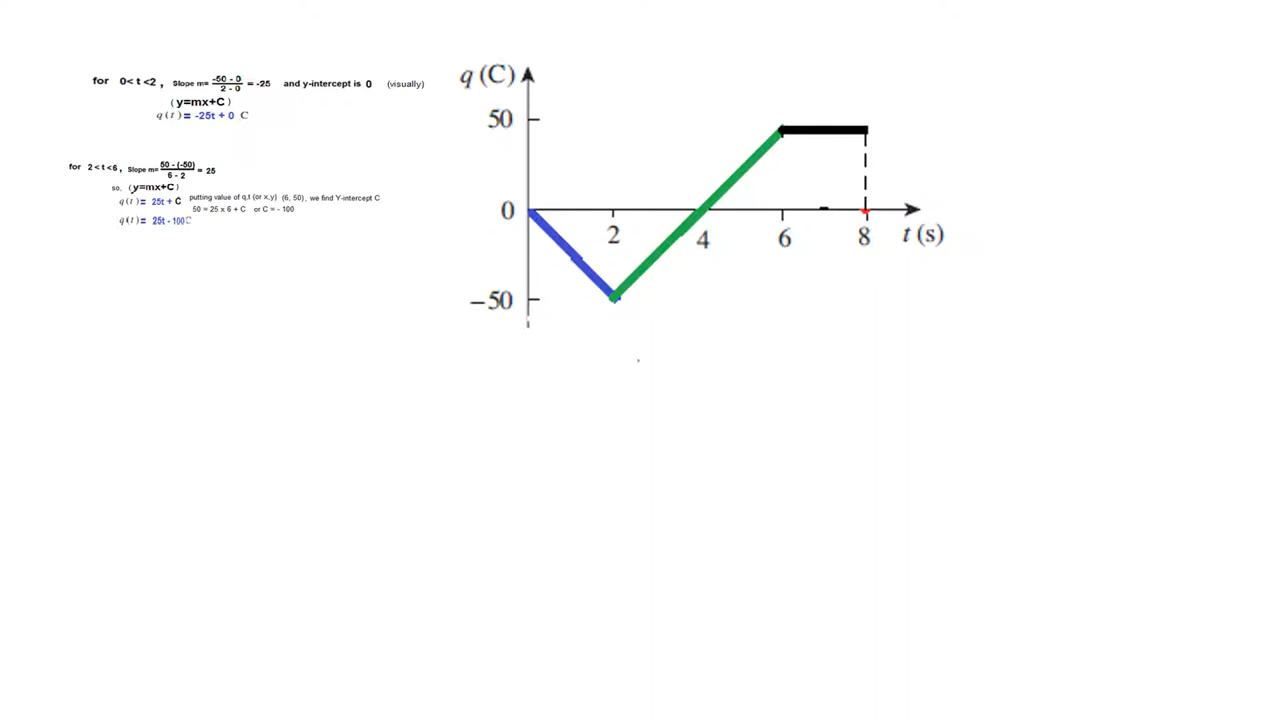 for 0< t <2 , Slope m= -50 - 0 / 2 - 0 = -25 and y-intercept is 0 (visually)
( y=mx+C )
q(t) = -25t + 0 C
for 2 < t <6 , Slope m= 50 - (-50) / 6 - 2 = 25
so, (y=mx+C )
q(t) = 25t + C putting value of q,t (or x,y) (6, 50) , we find Y-intercept C
50 = 25 x 6 + C or C = - 100
q(t) = 25t - 100 C
q (C)
50
0
−50
2
4
6
8
t (s)